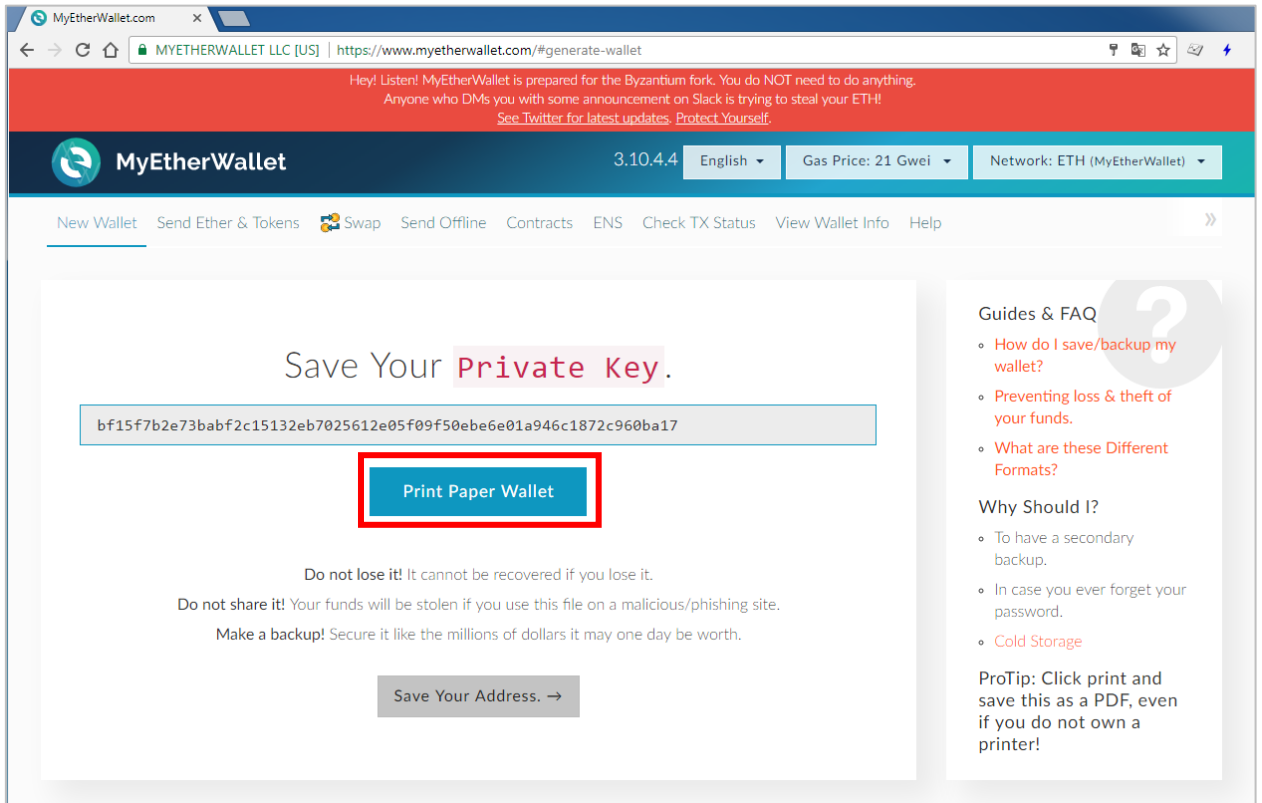 MyEtherWallet.com
MYETHERWALLET LLC [US] | https://www.myetherwallet.com/#generate-wallet
Hey! Listen! MyEtherWallet is prepared for the Byzantium fork. You do NOT need to do anything.
Anyone who DMs you with some announcement on Slack is trying to steal your ETH!
See Twitter for latest updates. Protect Yourself.
MyEtherWallet
3.10.4.4 English Gas Price: 21 Gwei Network: ETH (MyEtherWallet)
New Wallet Send Ether & Tokens Swap Send Offline Contracts ENS Check TX Status View Wallet Info Help »
Save Your Private Key.
bf15f7b2e73babf2c15132eb7025612e05f09f50ebe6e01a946c1872c960ba17
Print Paper Wallet
Do not lose it! It cannot be recovered if you lose it.
Do not share it! Your funds will be stolen if you use this file on a malicious/phishing site.
Make a backup! Secure it like the millions of dollars it may one day be worth.
Save Your Address. →
?
Guides & FAQ
How do I save/backup my
wallet?
Preventing loss & theft of
your funds.
What are these Different
Formats?
Why Should I?
To have a secondary
backup.
In case you ever forget your
password.
Cold Storage
ProTip: Click print and
save this as a PDF, even
if you do not own a
printer!